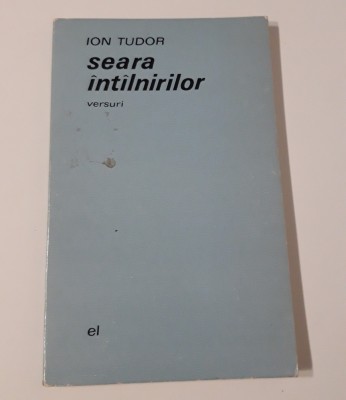 ION TUDOR
seara
întîlnirilor
versuri
el